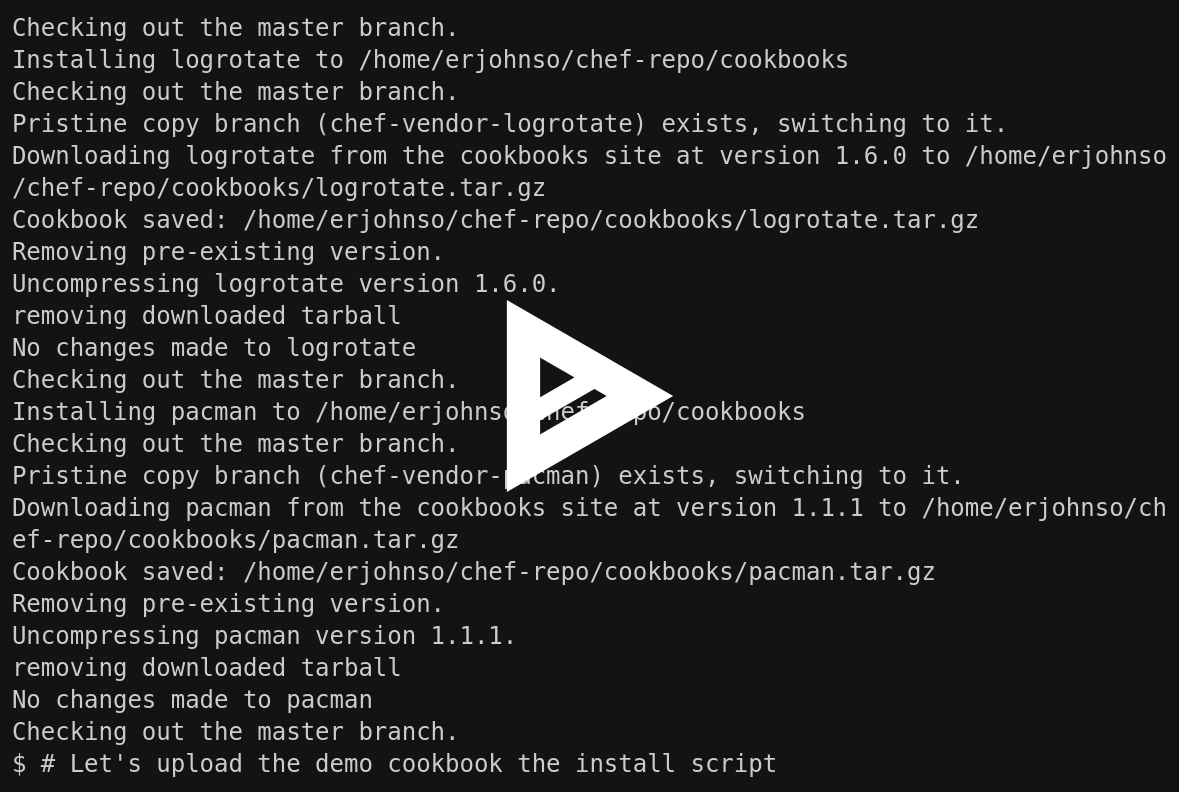 Checking out the master branch.
Installing logrotate to /home/erjohnso/chef-repo/cookbooks
Checking out the master branch.
Pristine copy branch (chef-vendor-logrotate) exists, switching to it.
Downloading logrotate from the cookbooks site at version 1.6.0 to /home/erjohnso
/chef-repo/cookbooks/logrotate.tar.gz
Cookbook saved: /home/erjohnso/chef-repo/cookbooks/logrotate.tar.gz
Removing pre-existing version.
Uncompressing logrotate version 1.6.0.
removing downloaded tarball
No changes made to logrotate
Checking out the master branch.
Installing pacman to /home/erjohnso/chef-repo/cookbooks
Checking out the master branch.
Pristine copy branch (chef-vendor-pacman) exists, switching to it.
Downloading pacman from the cookbooks site at version 1.1.1 to /home/erjohnso/ch
ef-repo/cookbooks/pacman.tar.gz
Cookbook saved: /home/erjohnso/chef-repo/cookbooks/pacman.tar.gz
Removing pre-existing version.
Uncompressing pacman version 1.1.1.
removing downloaded tarball
No changes made to pacman
Checking out the master branch.
$ # Let's upload the demo cookbook the install script